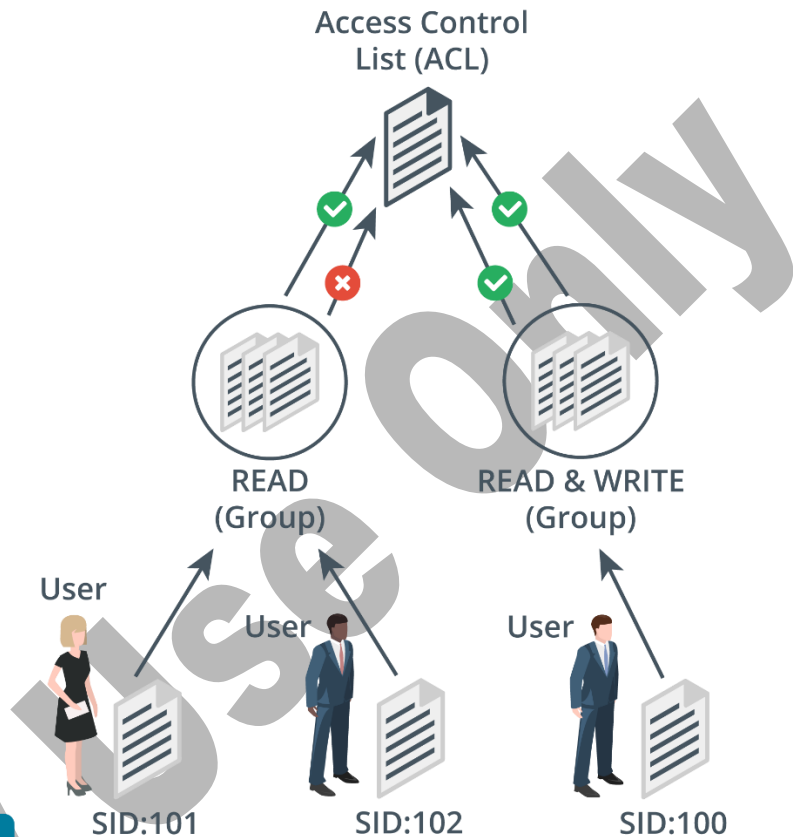 Access Control
List (ACL)
READ
(Group)
READ & WRITE
(Group)
User
User
User
SID:101
SID:102
SID:100
Use Only